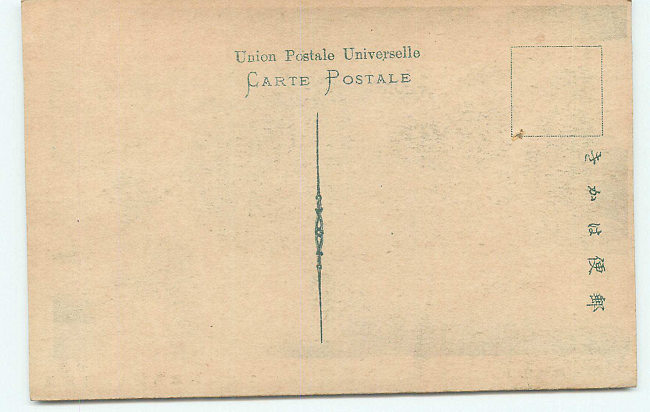 Union Postale Universelle
CARTE POSTALE
郵便はかき